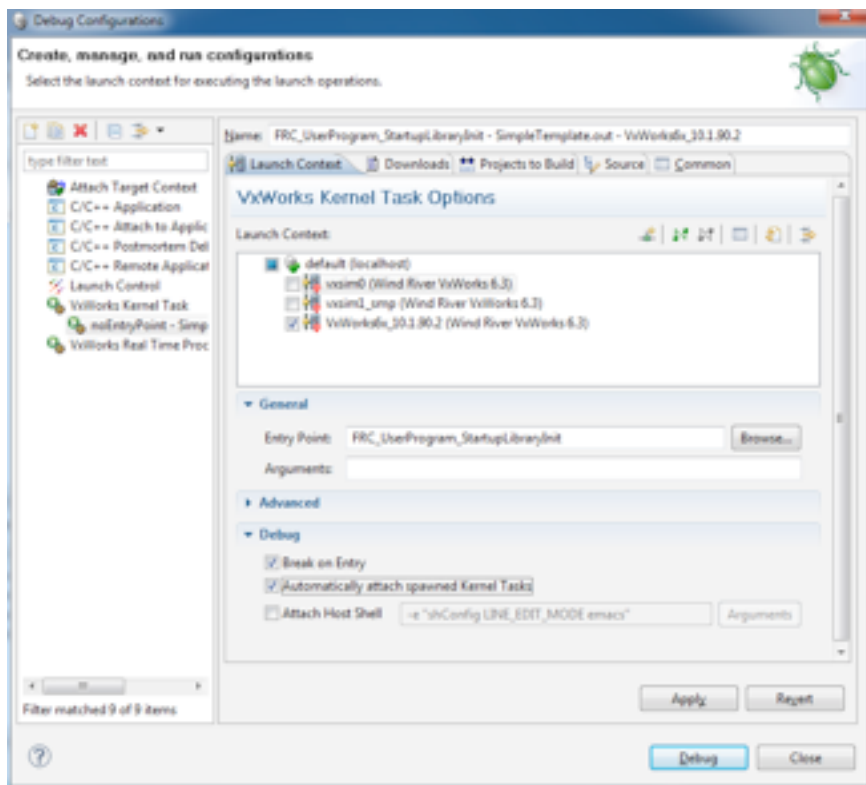 Debug Configurations
Create, manage, and run configurations
Select the launch context for executing the launch operations.
type filter text
Attach Target Context
C/C++ Application
C/C++ Attach to Applic
C/C++ Postmortem Del
C/C++ Remote Applicat
Launch Control
VxWorks Kernel Task
noEntryPoint - Simp
VxWorks Real Time Proc
Filter matched 9 of 9 items
Name: FRC_UserProgram_StartupLibraryInit - SimpleTemplate.out - VxWorks6x_10.1.90.2
Launch Context Downloads Projects to Build Source Common
VxWorks Kernel Task Options
Launch Context:
default (localhost)
vxsim0 (Wind River VxWorks 6.3)
vxsim1_smp (Wind River VxWorks 6.3)
VxWorks6x_10.1.90.2 (Wind River VxWorks 6.3)
General
Entry Point: FRC_UserProgram_StartupLibraryInit Browse...
Arguments:
Advanced
Debug
Break on Entry
Automatically attach spawned Kernel Tasks
Attach Host Shell -e "shConfig LINE_EDIT_MODE emacs" Arguments
Apply Revert
? Debug Close